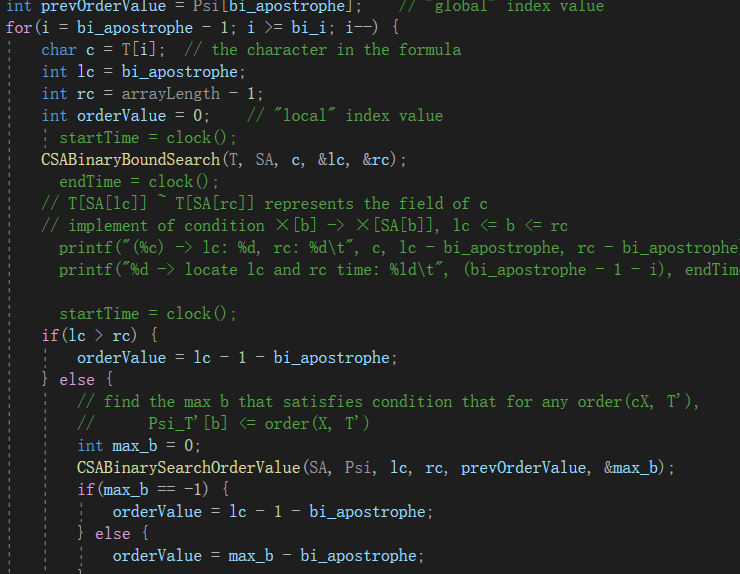 int prevOrderValue = Psi[bi_apostrophe];    // "global" index value
for(i = bi_apostrophe - 1; i >= bi_i; i--) {
    char c = T[i];  // the character in the formula
    int lc = bi_apostrophe;
    int rc = arrayLength - 1;
    int orderValue = 0;    // "local" index value
      startTime = clock();
    CSABinaryBoundSearch(T, SA, c, &lc, &rc);
      endTime = clock();
    // T[SA[lc]] ~ T[SA[rc]] represents the field of c
    // implement of condition ×[b] -> ×[SA[b]], lc <= b <= rc
      printf("(%c) -> lc: %d, rc: %d\t", c, lc - bi_apostrophe, rc - bi_apostrophe
      printf("%d -> locate lc and rc time: %ld\t", (bi_apostrophe - 1 - i), endTim
      startTime = clock();
    if(lc > rc) {
        orderValue = lc - 1 - bi_apostrophe;
    } else {
        // find the max b that satisfies condition that for any order(cX, T'),
        //      Psi_T'[b] <= order(X, T')
        int max_b = 0;
        CSABinarySearchOrderValue(SA, Psi, lc, rc, prevOrderValue, &max_b);
        if(max_b == -1) {
            orderValue = lc - 1 - bi_apostrophe;
        } else {
            orderValue = max_b - bi_apostrophe;